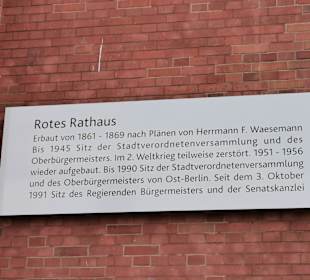 Rotes Rathaus
Erbaut von 1861 - 1869 nach Plänen von Herrmann F. Waesemann
Bis 1945 Sitz der Stadtverordnetenversammlung und des
Oberbürgermeisters. Im 2. Weltkrieg teilweise zerstört. 1951 - 1956
wieder aufgebaut. Bis 1990 Sitz der Stadtverordnetenversammlung
und des Oberbürgermeisters von Ost-Berlin. Seit dem 3. Oktober
1991 Sitz des Regierenden Bürgermeisters und der Senatskanzlei